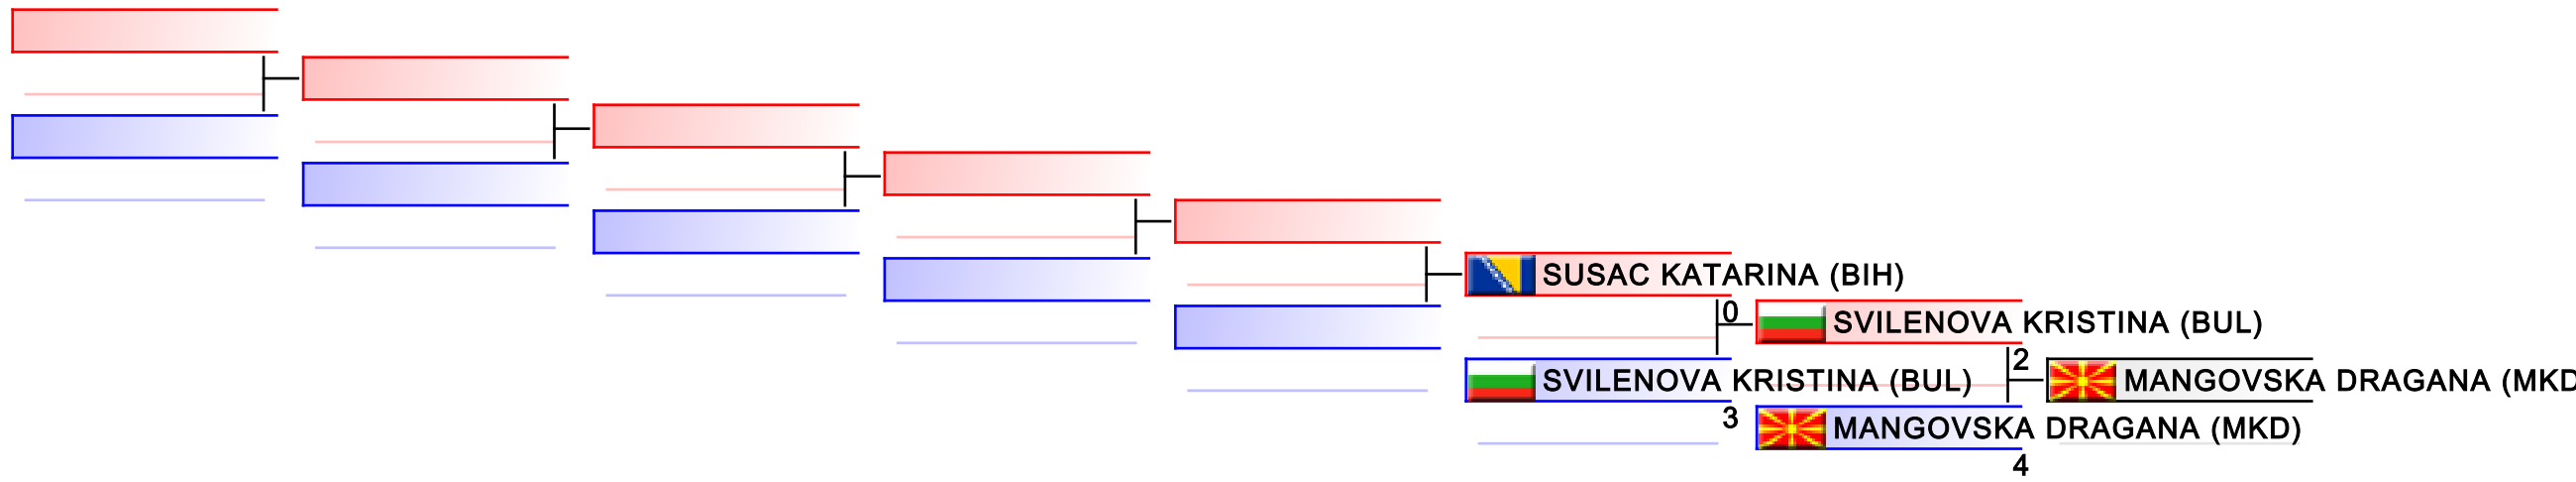 SUSAC KATARINA (BIH)
0
SVILENOVA KRISTINA (BUL)
SVILENOVA KRISTINA (BUL)
3
2
MANGOVSKA DRAGANA (MKD
MANGOVSKA DRAGANA (MKD)
4